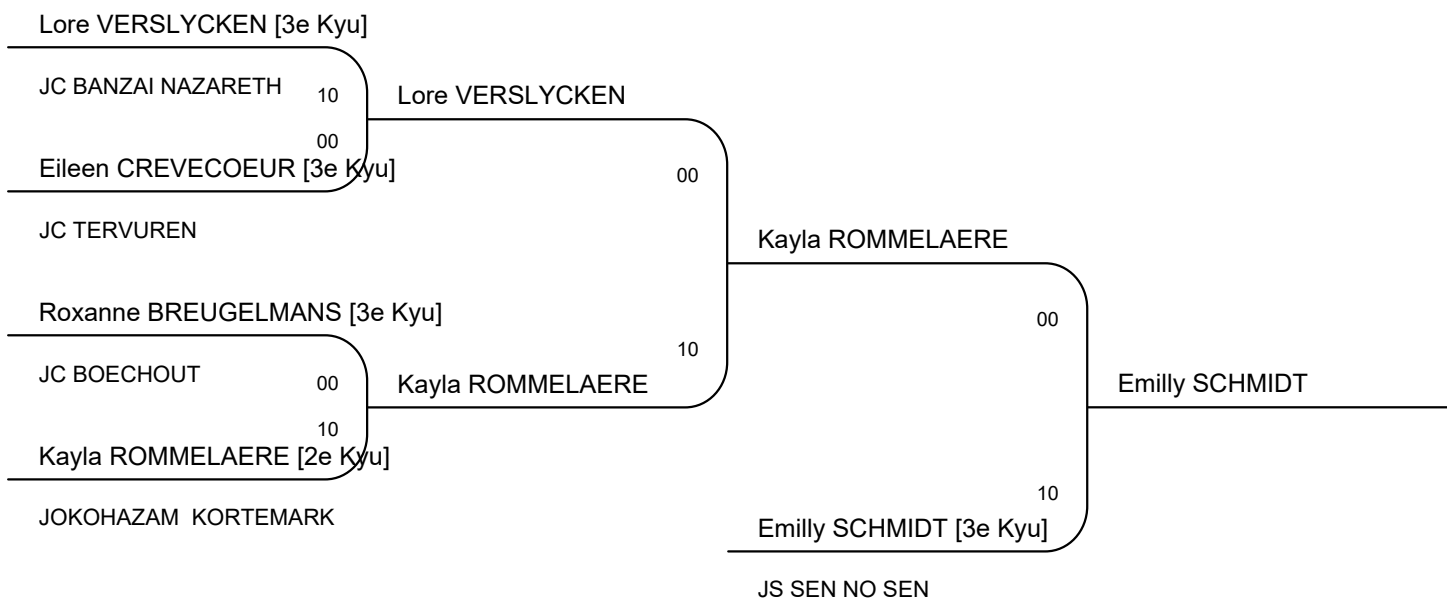 Lore VERSLYCKEN [3e Kyu]
JC BANZAI NAZARETH
10
Lore VERSLYCKEN
00
Eileen CREVECOEUR [3e Kyu]
00
JC TERVUREN
Kayla ROMMELAERE
Roxanne BREUGELMANS [3e Kyu]
00
10
JC BOECHOUT
00
Kayla ROMMELAERE
Emilly SCHMIDT
10
Kayla ROMMELAERE [2e Kyu]
10
JOKOHAZAM  KORTEMARK
Emilly SCHMIDT [3e Kyu]
JS SEN NO SEN